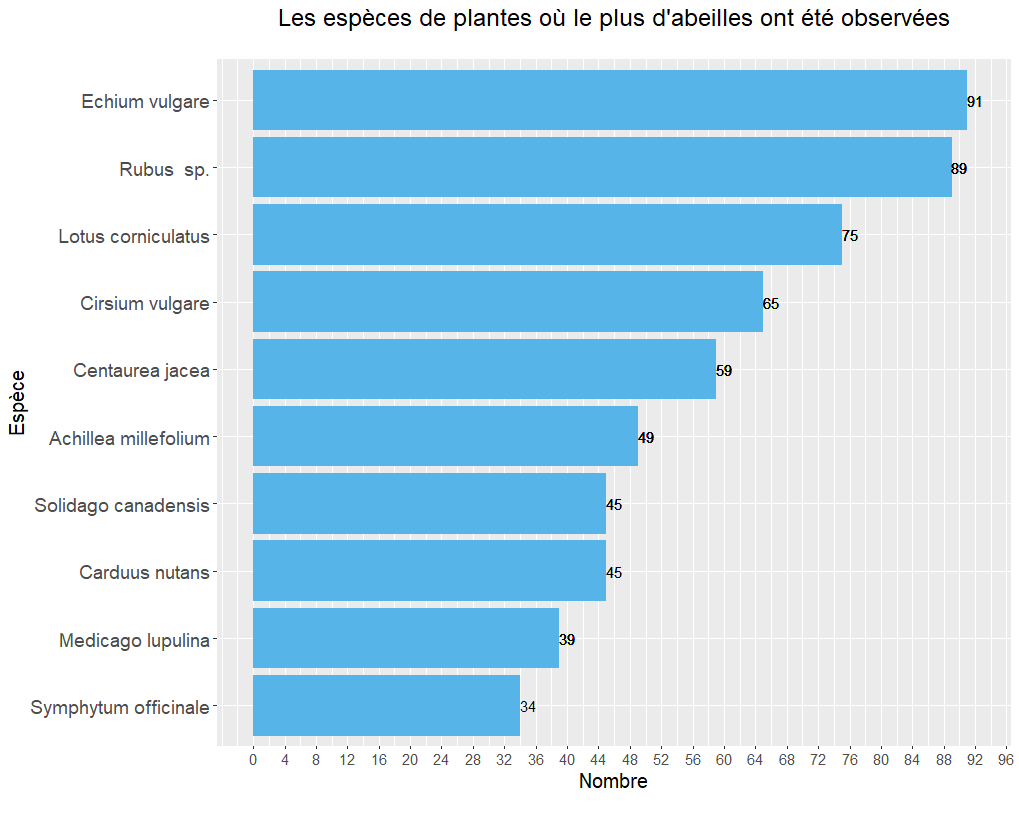 Les espèces de plantes où le plus d'abeilles ont été observées
Espèce
Echium vulgare 91
Rubus  sp. 89
Lotus corniculatus 75
Cirsium vulgare 65
Centaurea jacea 59
Achillea millefolium 49
Solidago canadensis 45
Carduus nutans 45
Medicago lupulina 39
Symphytum officinale 34
0 4 8 12 16 20 24 28 32 36 40 44 48 52 56 60 64 68 72 76 80 84 88 92 96
Nombre